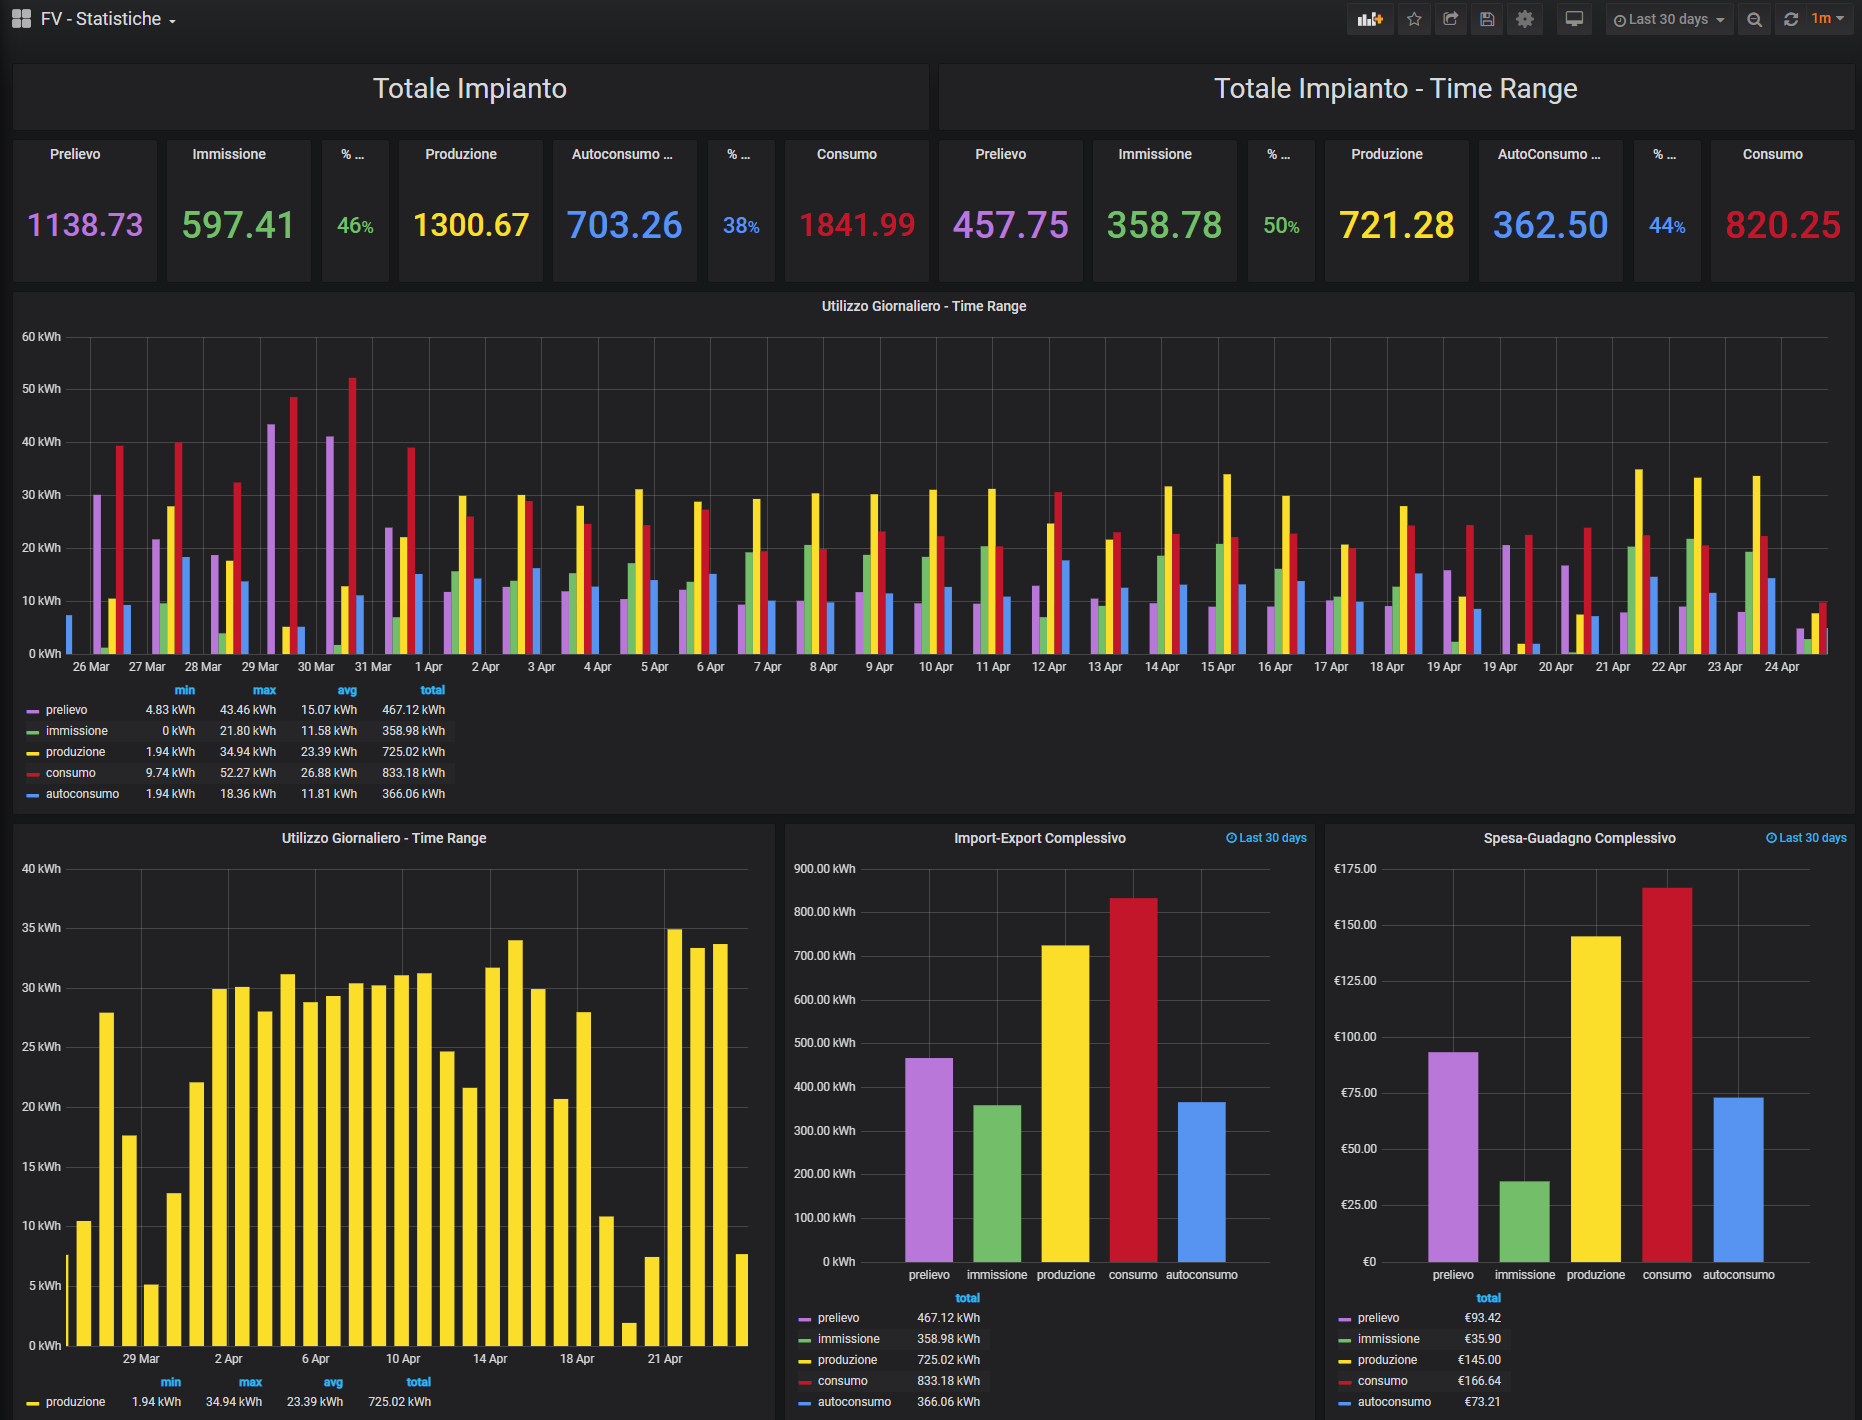 FV - Statistiche
Last 30 days
1m
Totale Impianto
Totale Impianto - Time Range
Prelievo Immissione % ... Produzione Autoconsumo ... % ... Consumo Prelievo Immissione % ... Produzione AutoConsumo ... % ... Consumo
1138.73 597.41 46% 1300.67 703.26 38% 1841.99 457.75 358.78 50% 721.28 362.50 44% 820.25
Utilizzo Giornaliero - Time Range
60 kWh
50 kWh
40 kWh
30 kWh
20 kWh
10 kWh
0 kWh
26 Mar 27 Mar 28 Mar 29 Mar 30 Mar 31 Mar 1 Apr 2 Apr 3 Apr 4 Apr 5 Apr 6 Apr 7 Apr 8 Apr 9 Apr 10 Apr 11 Apr 12 Apr 13 Apr 14 Apr 15 Apr 16 Apr 17 Apr 18 Apr 19 Apr 19 Apr 20 Apr 21 Apr 22 Apr 23 Apr 24 Apr
min max avg total
prelievo 4.83 kWh 43.46 kWh 15.07 kWh 467.12 kWh
immissione 0 kWh 21.80 kWh 11.58 kWh 358.98 kWh
produzione 1.94 kWh 34.94 kWh 23.39 kWh 725.02 kWh
consumo 9.74 kWh 52.27 kWh 26.88 kWh 833.18 kWh
autoconsumo 1.94 kWh 18.36 kWh 11.81 kWh 366.06 kWh
Utilizzo Giornaliero - Time Range
40 kWh
35 kWh
30 kWh
25 kWh
20 kWh
15 kWh
10 kWh
5 kWh
0 kWh
29 Mar 2 Apr 6 Apr 10 Apr 14 Apr 18 Apr 21 Apr
min max avg total
produzione 1.94 kWh 34.94 kWh 23.39 kWh 725.02 kWh
Import-Export Complessivo
Last 30 days
900.00 kWh
800.00 kWh
700.00 kWh
600.00 kWh
500.00 kWh
400.00 kWh
300.00 kWh
200.00 kWh
100.00 kWh
0 kWh
prelievo immissione produzione consumo autoconsumo
total
prelievo 467.12 kWh
immissione 358.98 kWh
produzione 725.02 kWh
consumo 833.18 kWh
autoconsumo 366.06 kWh
Spesa-Guadagno Complessivo
Last 30 days
€175.00
€150.00
€125.00
€100.00
€75.00
€50.00
€25.00
€0
prelievo immissione produzione consumo autoconsumo
total
prelievo €93.42
immissione €35.90
produzione €145.00
consumo €166.64
autoconsumo €73.21